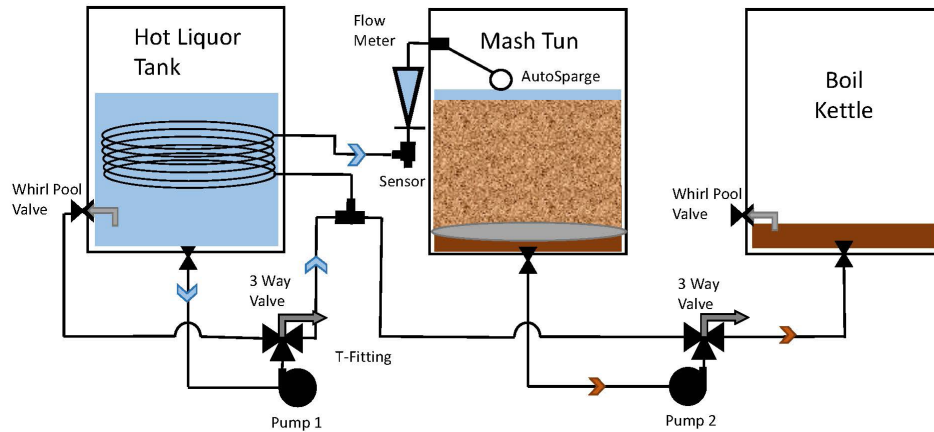 Hot Liquor
Tank
Flow
Meter
Mash Tun
AutoSparge
Boil
Kettle
Sensor
Whirl Pool
Valve
Whirl Pool
Valve
3 Way
Valve
3 Way
Valve
T-Fitting
Pump 1
Pump 2